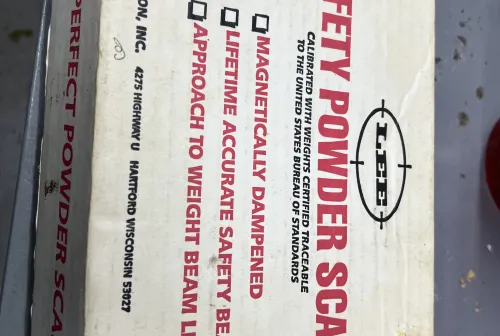 LEE
FETY POWDER SCA
CALIBRATED WITH WEIGHTS CERTIFIED TRACEABLE
TO THE UNITED STATES BUREAU OF STANDARDS
MAGNETICALLY DAMPENED
LIFETIME ACCURATE SAFETY BE
APPROACH TO WEIGHT BEAM L
ON, INC. 4275 HIGHWAY U HARTFORD WISCONSIN 53027
PERFECT POWDER SCA